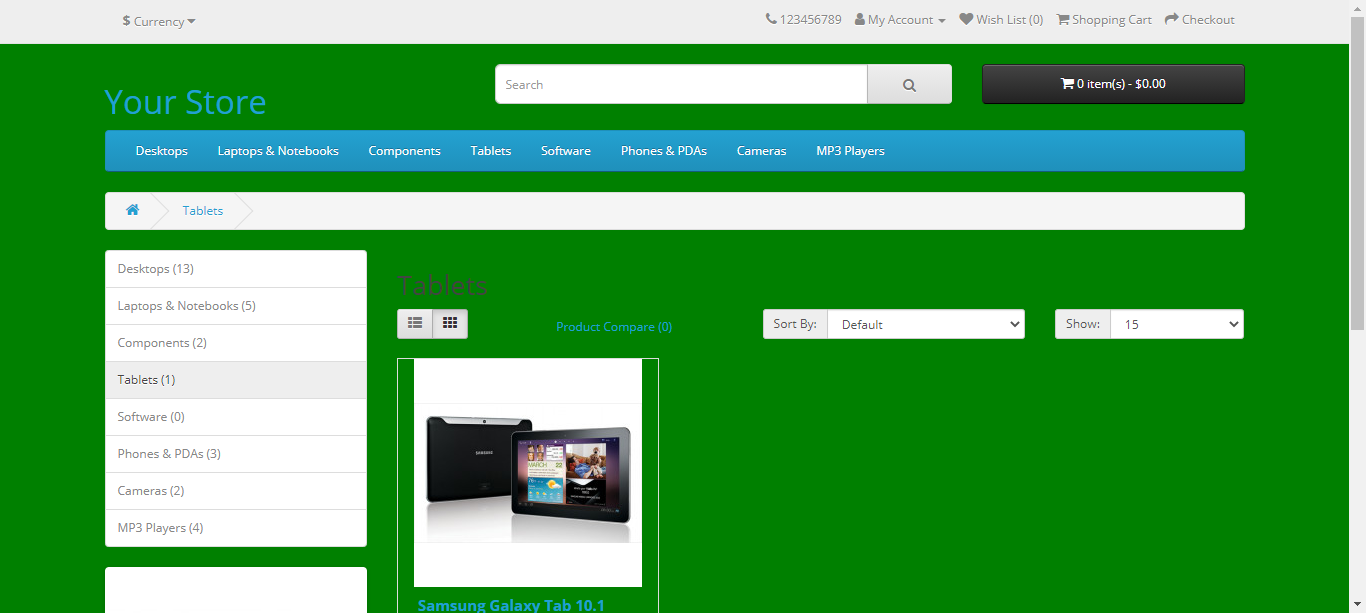 $ Currency
123456789 My Account Wish List (0) Shopping Cart Checkout
Your Store
Search
0 item(s) - $0.00
Desktops Laptops & Notebooks Components Tablets Software Phones & PDAs Cameras MP3 Players
Tablets
Desktops (13)
Laptops & Notebooks (5)
Components (2)
Tablets (1)
Software (0)
Phones & PDAs (3)
Cameras (2)
MP3 Players (4)
Tablets
Product Compare (0)
Sort By: Default
Show: 15
SAMSUNG
MARCH 22
Samsung Galaxy Tab 10.1